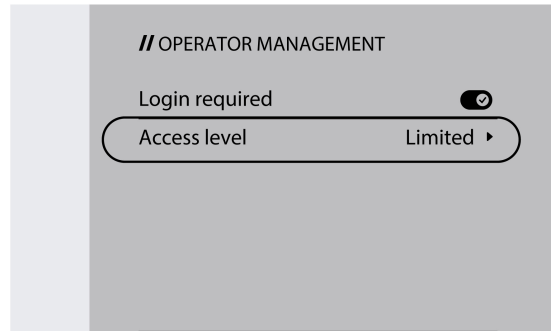 // OPERATOR MANAGEMENT
Login required
Access level Limited